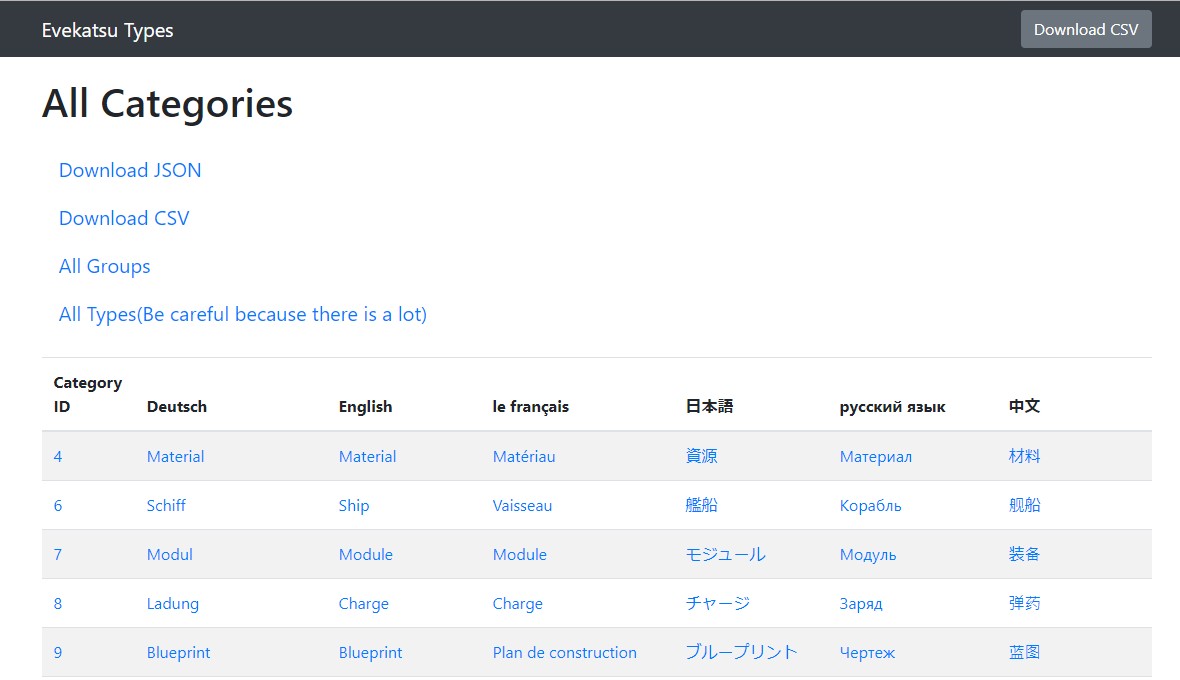 Evekatsu Types
Download CSV
All Categories
Download JSON
Download CSV
All Groups
All Types(Be careful because there is a lot)
Category
ID Deutsch English le français 日本語 русский язык 中文
4 Material Material Matériau 資源 Материал 材料
6 Schiff Ship Vaisseau 艦船 Корабль 舰船
7 Modul Module Module モジュール Модуль 装备
8 Ladung Charge Charge チャージ Заряд 弹药
9 Blueprint Blueprint Plan de construction ブループリント Чертеж 蓝图